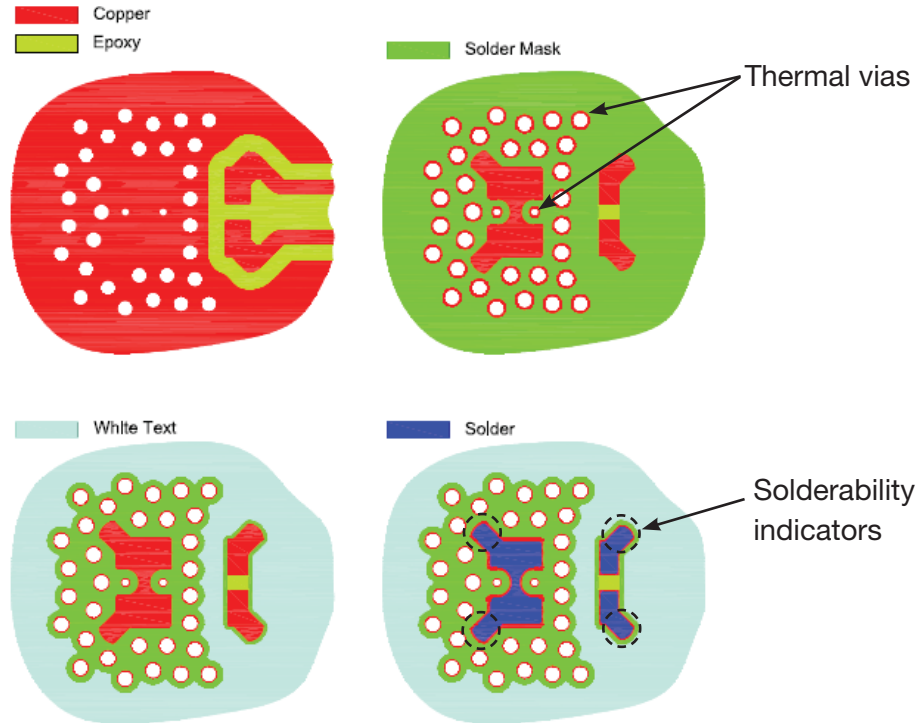 Copper
Epoxy
Solder Mask
Thermal vias
White Text
Solder
Solderability
indicators